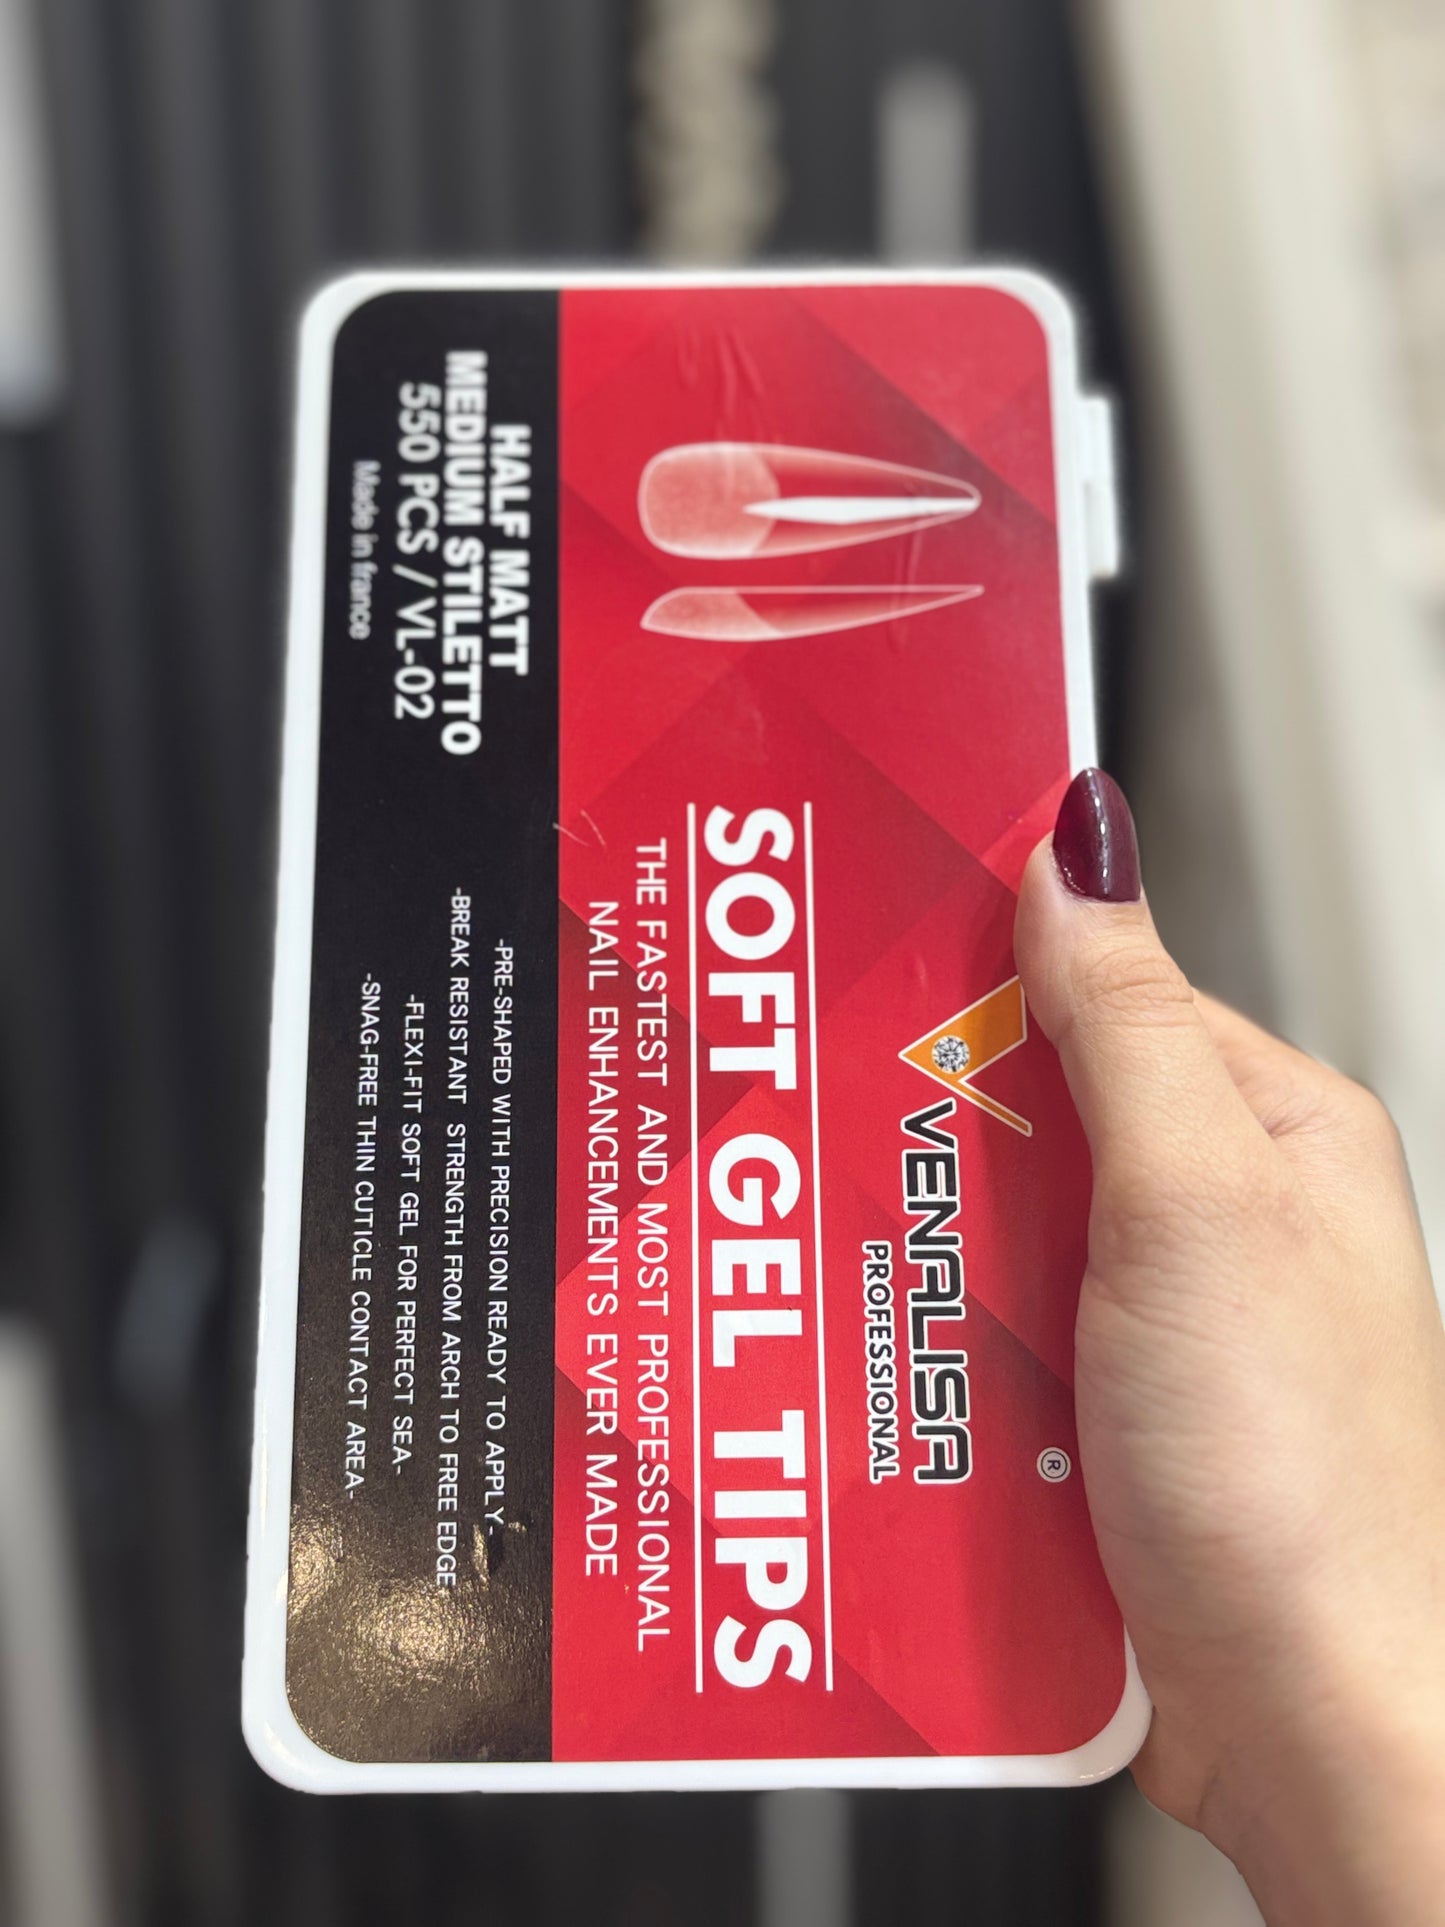 VENALISA
®
PROFESSIONAL
SOFT GEL TIPS
THE FASTEST AND MOST PROFESSIONAL
NAIL ENHANCEMENTS EVER MADE
HALF MATT
MEDIUM STILETTO
550 PCS / VL-02
Made in france
-PRE-SHAPED WITH PRECISION READY TO APPLY-
-BREAK RESISTANT STRENGTH FROM ARCH TO FREE EDGE
-FLEXI-FIT SOFT GEL FOR PERFECT SEA-
-SNAG-FREE THIN CUTICLE CONTACT AREA-